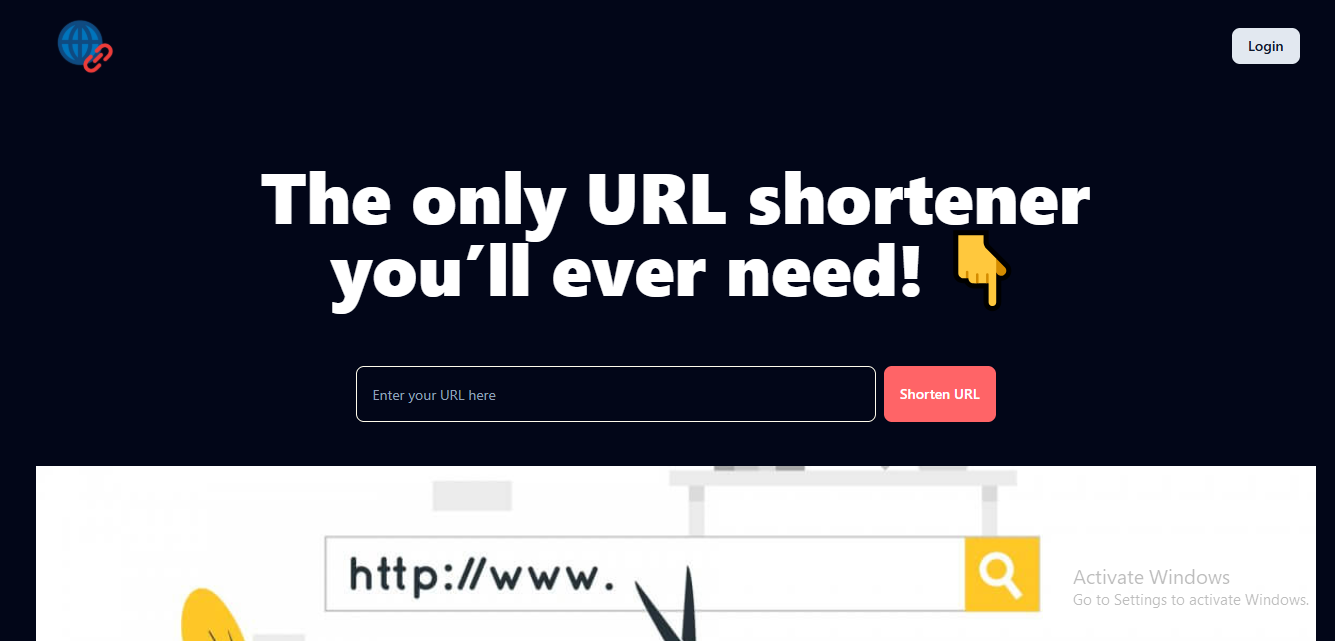 Login
The only URL shortener
you’ll ever need! 👇
Enter your URL here
Shorten URL
http://www.
Activate Windows
Go to Settings to activate Windows.